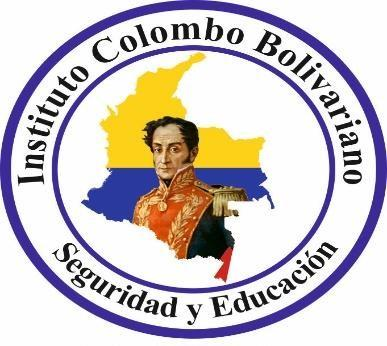 Instituto Colombo Bolivariano
Seguridad y Educación